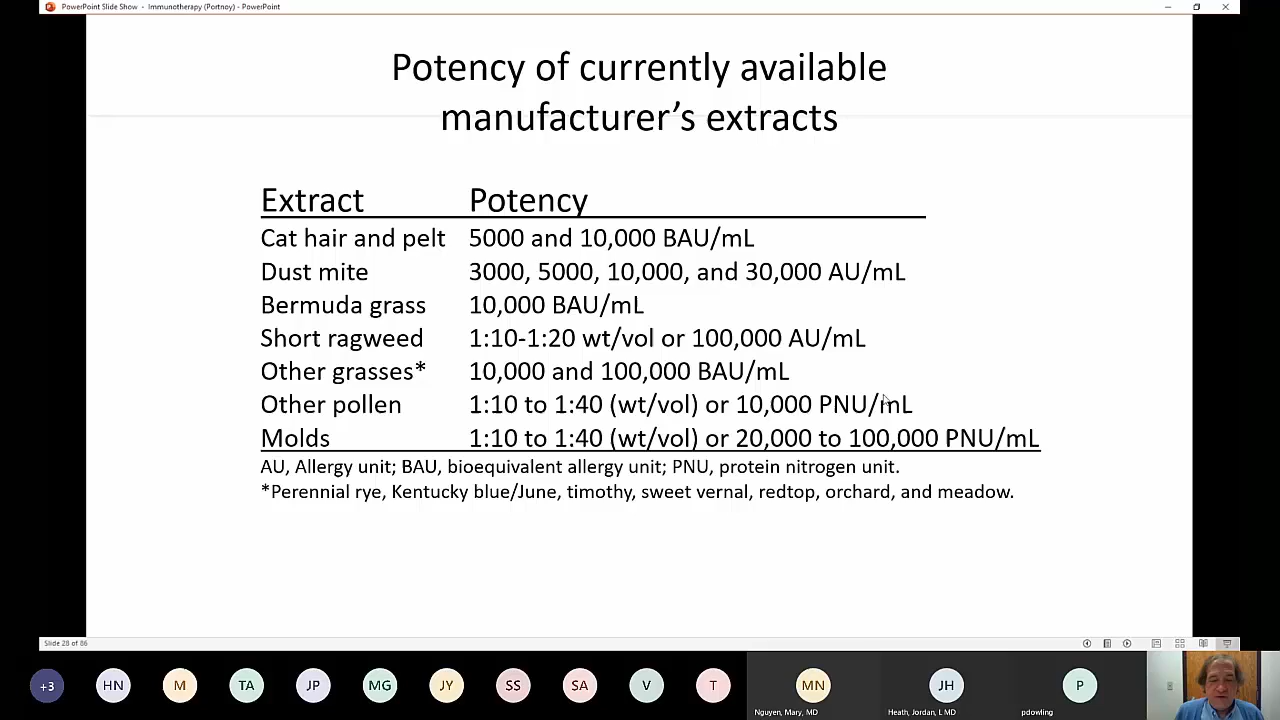 PowerPoint Slide Show - Immunotherapy (Portnoy) - PowerPoint
Potency of currently available
manufacturer's extracts
Extract Potency
Cat hair and pelt 5000 and 10,000 BAU/mL
Dust mite 3000, 5000, 10,000, and 30,000 AU/mL
Bermuda grass 10,000 BAU/mL
Short ragweed 1:10-1:20 wt/vol or 100,000 AU/mL
Other grasses* 10,000 and 100,000 BAU/mL
Other pollen 1:10 to 1:40 (wt/vol) or 10,000 PNU/mL
Molds 1:10 to 1:40 (wt/vol) or 20,000 to 100,000 PNU/mL
AU, Allergy unit; BAU, bioequivalent allergy unit; PNU, protein nitrogen unit.
*Perennial rye, Kentucky blue/June, timothy, sweet vernal, redtop, orchard, and meadow.
Slide 28 of 86
+3 HN M TA JP MG JY SS SA V T MN JH P
Nguyen, Mary, MD Heath, Jordan, L MD pdowling